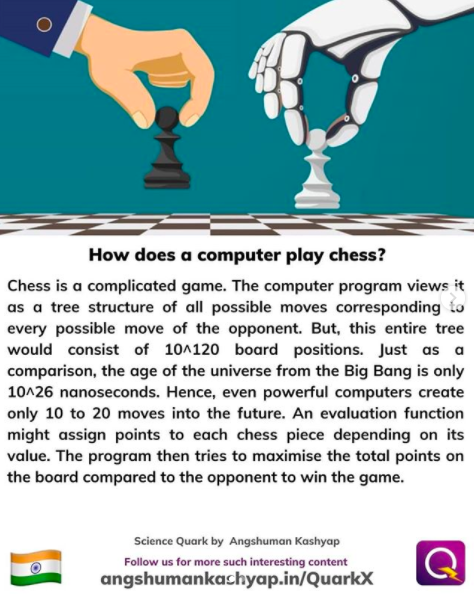 How does a computer play chess?
Chess is a complicated game. The computer program views it
as a tree structure of all possible moves corresponding to
every possible move of the opponent. But, this entire tree
would consist of 10^120 board positions. Just as a
comparison, the age of the universe from the Big Bang is only
10^26 nanoseconds. Hence, even powerful computers create
only 10 to 20 moves into the future. An evaluation function
might assign points to each chess piece depending on its
value. The program then tries to maximise the total points on
the board compared to the opponent to win the game.
Science Quark by Angshuman Kashyap
Follow us for more such interesting content
angshumankashyap.in/QuarkX